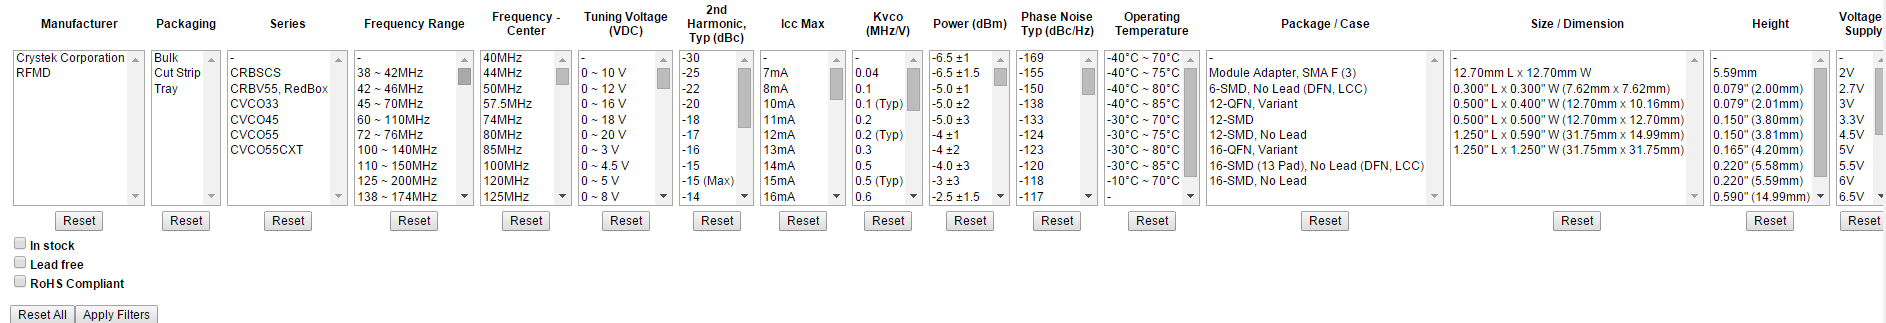 Manufacturer
Crystek Corporation
RFMD
Reset
Packaging
Bulk
Cut Strip
Tray
Reset
Series
-
CRBSCS
CRBV55, RedBox
CVCO33
CVCO45
CVCO55
CVCO55CXT
Reset
Frequency Range
-
38 ~ 42MHz
42 ~ 46MHz
45 ~ 70MHz
60 ~ 110MHz
72 ~ 76MHz
100 ~ 140MHz
110 ~ 150MHz
125 ~ 200MHz
138 ~ 174MHz
Reset
Frequency -
Center
40MHz
44MHz
50MHz
57.5MHz
74MHz
80MHz
85MHz
100MHz
120MHz
125MHz
Reset
Tuning Voltage
(VDC)
-
0 ~ 10 V
0 ~ 12 V
0 ~ 16 V
0 ~ 18 V
0 ~ 20 V
0 ~ 3 V
0 ~ 4.5 V
0 ~ 5 V
0 ~ 8 V
Reset
2nd
Harmonic,
Typ (dBc)
-30
-25
-22
-20
-18
-17
-16
-15
-15 (Max)
-14
Reset
Icc Max
-
7mA
8mA
10mA
11mA
12mA
13mA
14mA
15mA
16mA
Reset
Kvco
(MHz/V)
-
0.04
0.1
0.1 (Typ)
0.2
0.2 (Typ)
0.3
0.5
0.5 (Typ)
0.6
Reset
Power (dBm)
-6.5 ±1
-6.5 ±1.5
-5.0 ±1
-5.0 ±2
-5.0 ±3
-4 ±1
-4 ±2
-4.0 ±3
-3 ±3
-2.5 ±1.5
Reset
Phase Noise
Typ (dBc/Hz)
-169
-155
-150
-138
-133
-124
-123
-120
-118
-117
Reset
Operating
Temperature
-40°C ~ 70°C
-40°C ~ 75°C
-40°C ~ 80°C
-40°C ~ 85°C
-30°C ~ 70°C
-30°C ~ 75°C
-30°C ~ 80°C
-30°C ~ 85°C
-10°C ~ 70°C
-
Reset
Package / Case
-
Module Adapter, SMA F (3)
6-SMD, No Lead (DFN, LCC)
12-QFN, Variant
12-SMD
12-SMD, No Lead
16-QFN, Variant
16-SMD (13 Pad), No Lead (DFN, LCC)
16-SMD, No Lead
Reset
Size / Dimension
-
12.70mm L x 12.70mm W
0.300" L x 0.300" W (7.62mm x 7.62mm)
0.500" L x 0.400" W (12.70mm x 10.16mm)
0.500" L x 0.500" W (12.70mm x 12.70mm)
1.250" L x 0.590" W (31.75mm x 14.99mm)
1.250" L x 1.250" W (31.75mm x 31.75mm)
Reset
Height
-
5.59mm
0.079" (2.00mm)
0.079" (2.01mm)
0.150" (3.80mm)
0.150" (3.81mm)
0.165" (4.20mm)
0.220" (5.58mm)
0.220" (5.59mm)
0.590" (14.99mm)
Reset
Voltage
Supply
-
2V
2.7V
3V
3.3V
4.5V
5V
5.5V
6V
6.5V
Reset
In stock
Lead free
RoHS Compliant
Reset All
Apply Filters